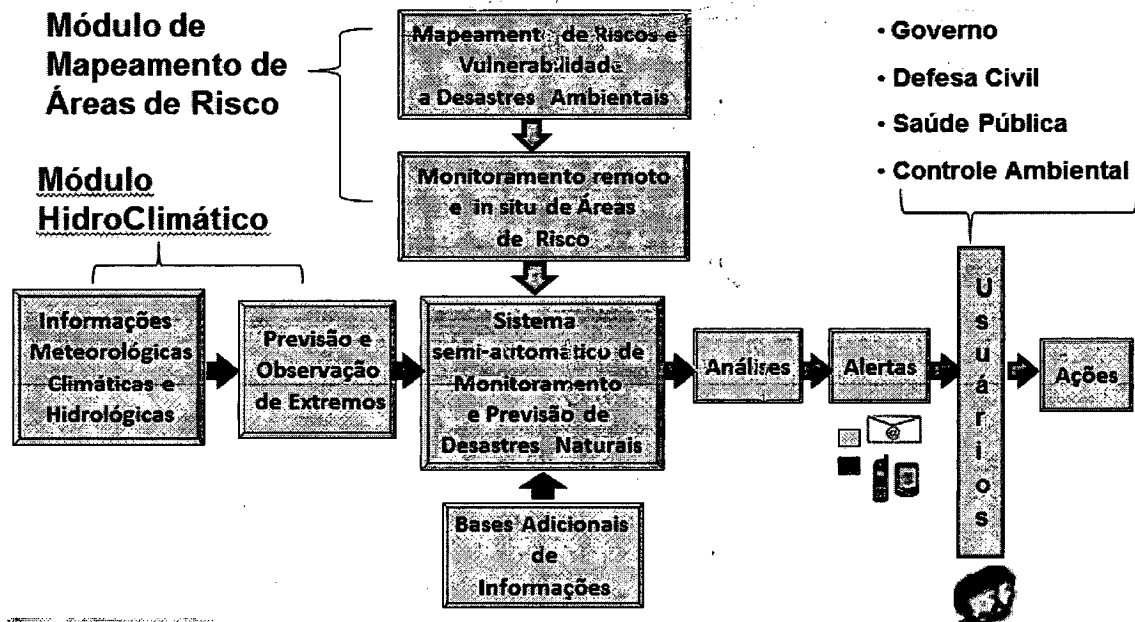 Módulo de
Mapeamento de
Áreas de Risco
Mapeament de Riscos e
Vulnerabilidade
a Desastres Ambientais
Monitoramento remoto
e in situ de Áreas
de Risco
Módulo
HidroClimático
Informações
Meteorológicas
Climáticas e
Hidrológicas
Previsão e
Observação
de Extremos
Sistema
semi-automático de
Monitoramento
e Previsão de
Desastres Naturais
Bases Adicionais
de
Informações
Análises
Alertas
• Governo
• Defesa Civil
• Saúde Pública
• Controle Ambiental
Usuários
Ações